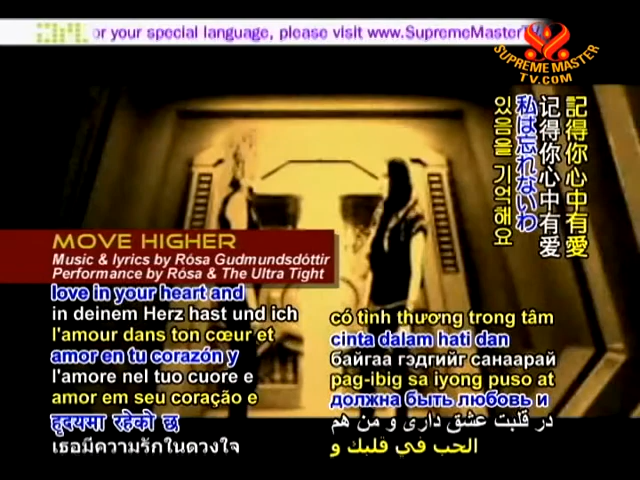 or your special language, please visit www.SupremeMasterTV
SUPREME MASTER
TV.COM
記得你心中有愛
记得你心中有爱
私は忘れないわ
있음을 기억해요
MOVE HIGHER
Music & lyrics by Rósa Gudmundsdóttir
Performance by Rósa & The Ultra Tight
love in your heart and
in deinem Herz hast und ich
l'amour dans ton cœur et
amor en tu corazón y
l'amore nel tuo cuore e
amor em seu coração e
हृदयमा रहेको छ
เธอมีความรักในดวงใจ
có tình thương trong tâm
cinta dalam hati dan
байгаа гэдгийг санаарай
pag-ibig sa iyong puso at
должна быть любовь и
در قلبت عشق داری و من هم
الحب في قلبك و